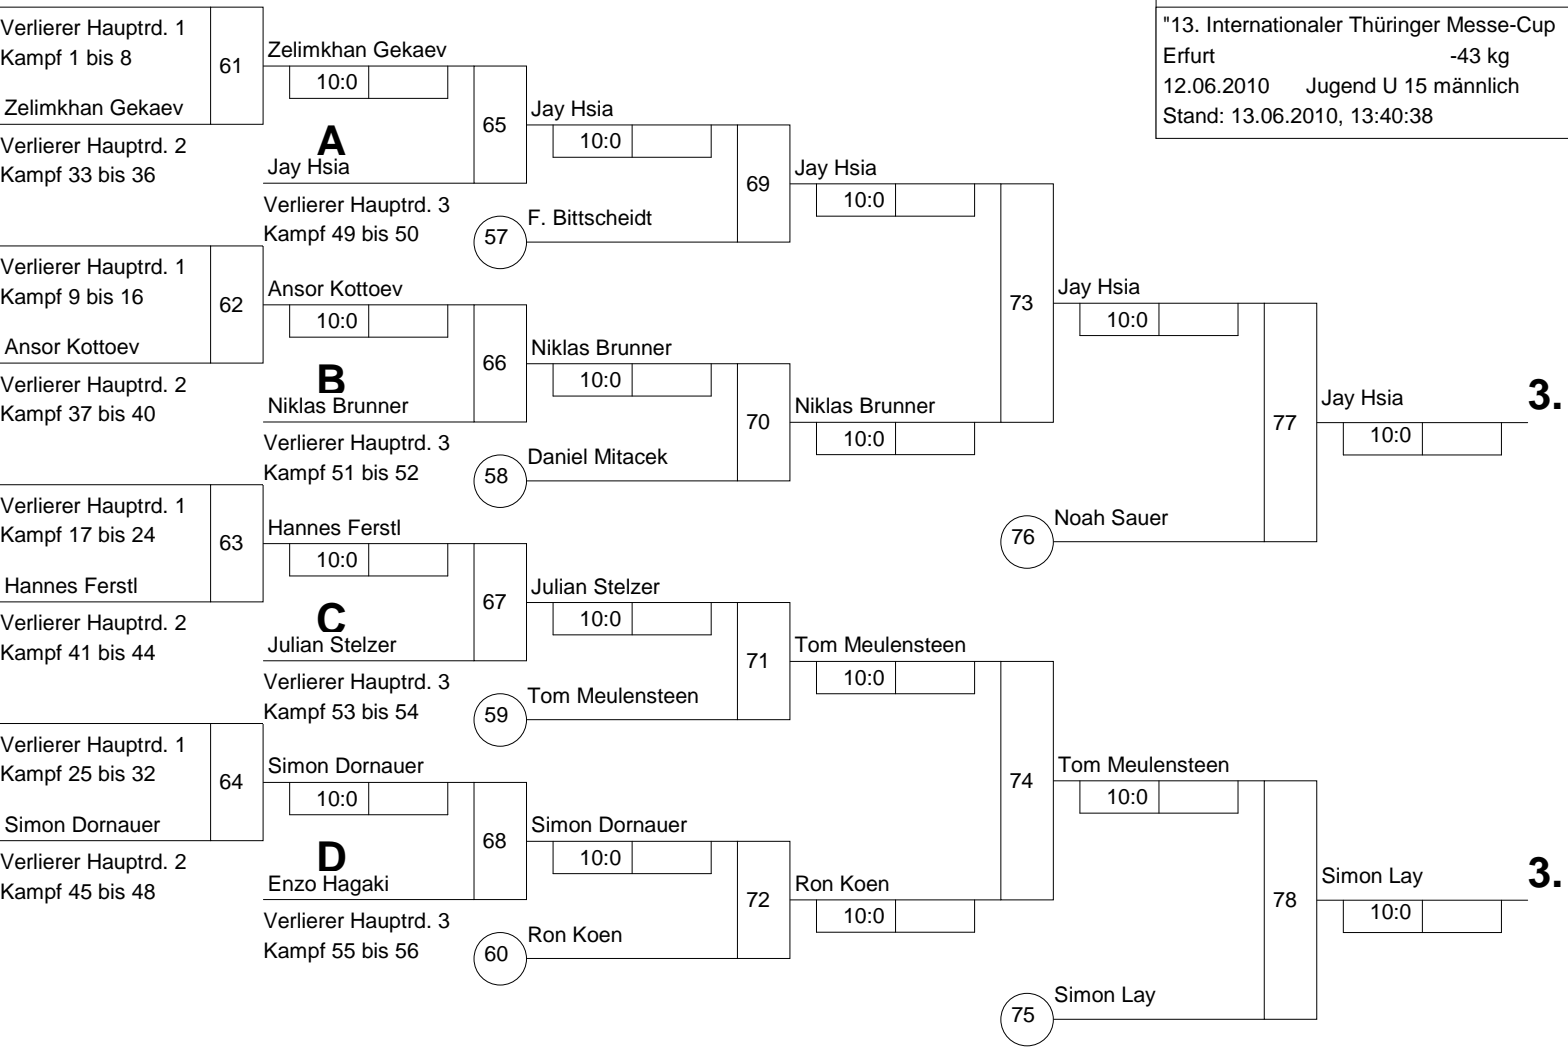 "13. Internationaler Thüringer Messe-Cup
Erfurt -43 kg
12.06.2010 Jugend U 15 männlich
Stand: 13.06.2010, 13:40:38
Verlierer Hauptrd. 1
Kampf 1 bis 8
61
Zelimkhan Gekaev
Verlierer Hauptrd. 2
Kampf 33 bis 36
Verlierer Hauptrd. 1
Kampf 9 bis 16
62
Ansor Kottoev
Verlierer Hauptrd. 2
Kampf 37 bis 40
Verlierer Hauptrd. 1
Kampf 17 bis 24
63
Hannes Ferstl
Verlierer Hauptrd. 2
Kampf 41 bis 44
Verlierer Hauptrd. 1
Kampf 25 bis 32
64
Simon Dornauer
Verlierer Hauptrd. 2
Kampf 45 bis 48
Zelimkhan Gekaev
10:0
65
A
Jay Hsia
Verlierer Hauptrd. 3
Kampf 49 bis 50
Ansor Kottoev
10:0
66
B
Niklas Brunner
Verlierer Hauptrd. 3
Kampf 51 bis 52
Hannes Ferstl
10:0
67
C
Julian Stelzer
Verlierer Hauptrd. 3
Kampf 53 bis 54
Simon Dornauer
10:0
68
D
Enzo Hagaki
Verlierer Hauptrd. 3
Kampf 55 bis 56
Jay Hsia
10:0
69
57 F. Bittscheidt
Niklas Brunner
10:0
70
58 Daniel Mitacek
Julian Stelzer
10:0
71
59 Tom Meulensteen
Simon Dornauer
10:0
72
60 Ron Koen
Jay Hsia
10:0
73
Niklas Brunner
10:0
Tom Meulensteen
10:0
74
Ron Koen
10:0
Jay Hsia
10:0
77
76 Noah Sauer
Tom Meulensteen
10:0
78
75 Simon Lay
Jay Hsia 3.
10:0
Simon Lay 3.
10:0